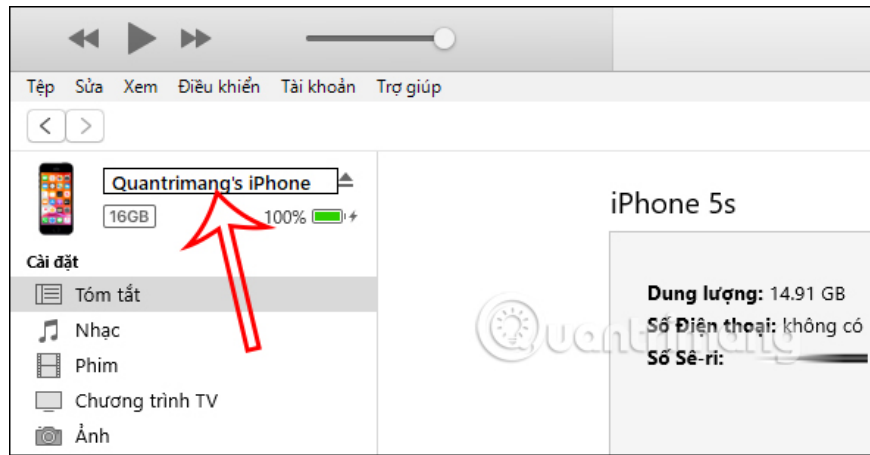 Tệp Sửa Xem Điều khiển Tài khoản Trợ giúp
Quantrimang's iPhone
16GB 100%
Cài đặt
Tóm tắt
Nhạc
Phim
Chương trình TV
Ảnh
iPhone 5s
Dung lượng: 14.91 GB
Số Điện thoại: không có
Số Sê-ri:
Quantrimang